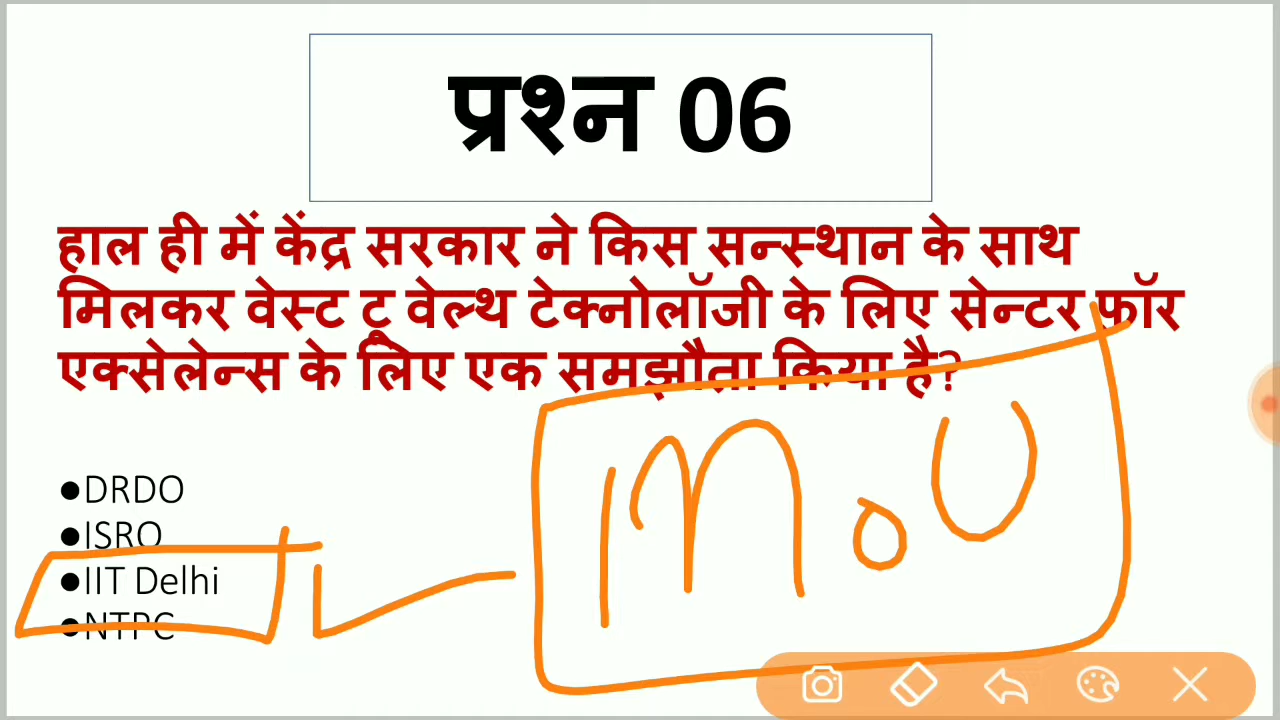 प्रश्न 06
हाल ही में केंद्र सरकार ने किस सन्स्थान के साथ
मिलकर वेस्ट टू वेल्थ टेक्नोलॉजी के लिए सेन्टर फ़ॉर
एक्सेलेन्स के लिए एक समझौता किया है?
●DRDO
●ISRO
●IIT Delhi
●NTPC
MoU